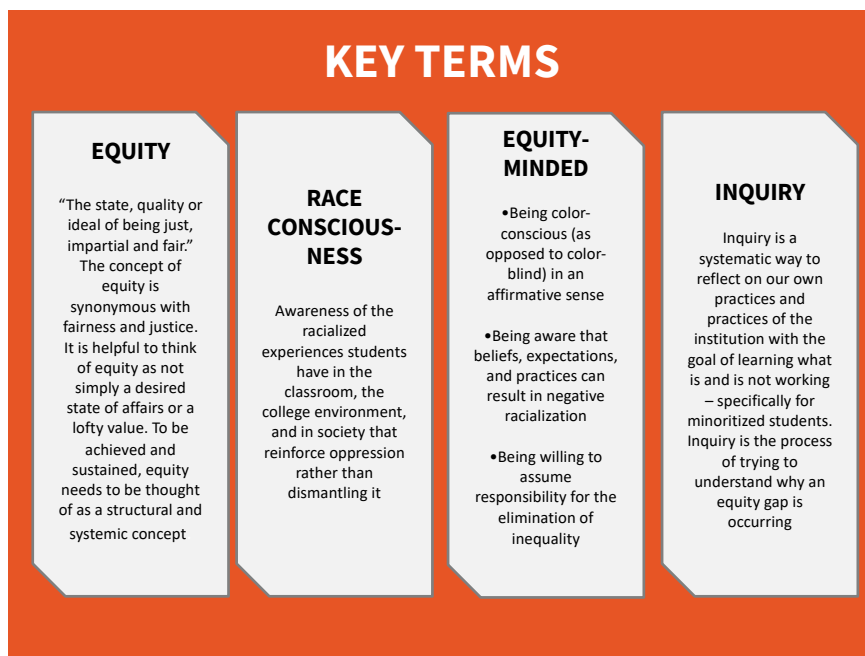 KEY TERMS
EQUITY
“The state, quality or
ideal of being just,
impartial and fair.”
The concept of
equity is
synonymous with
fairness and justice.
It is helpful to think
of equity as not
simply a desired
state of affairs or a
lofty value. To be
achieved and
sustained, equity
needs to be thought
of as a structural and
systemic concept
RACE
CONSCIOUS-
NESS
Awareness of the
racialized
experiences students
have in the
classroom, the
college environment,
and in society that
reinforce oppression
rather than
dismantling it
EQUITY-
MINDED
•Being color-
conscious (as
opposed to color-
blind) in an
affirmative sense
•Being aware that
beliefs, expectations,
and practices can
result in negative
racialization
•Being willing to
assume
responsibility for the
elimination of
inequality
INQUIRY
Inquiry is a
systematic way to
reflect on our own
practices and
practices of the
institution with the
goal of learning what
is and is not working
– specifically for
minoritized students.
Inquiry is the process
of trying to
understand why an
equity gap is
occurring